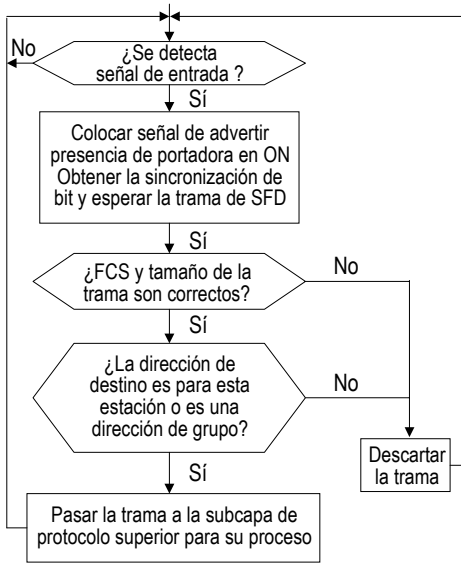 No
¿Se detecta
señal de entrada ?
Sí
Colocar señal de advertir
presencia de portadora en ON
Obtener la sincronización de
bit y esperar la trama de SFD
Sí
¿FCS y tamaño de la
trama son correctos?
No
Sí
¿La dirección de
destino es para esta
estación o es una
dirección de grupo?
No
Sí
Descartar
la trama
Pasar la trama a la subcapa de
protocolo superior para su proceso